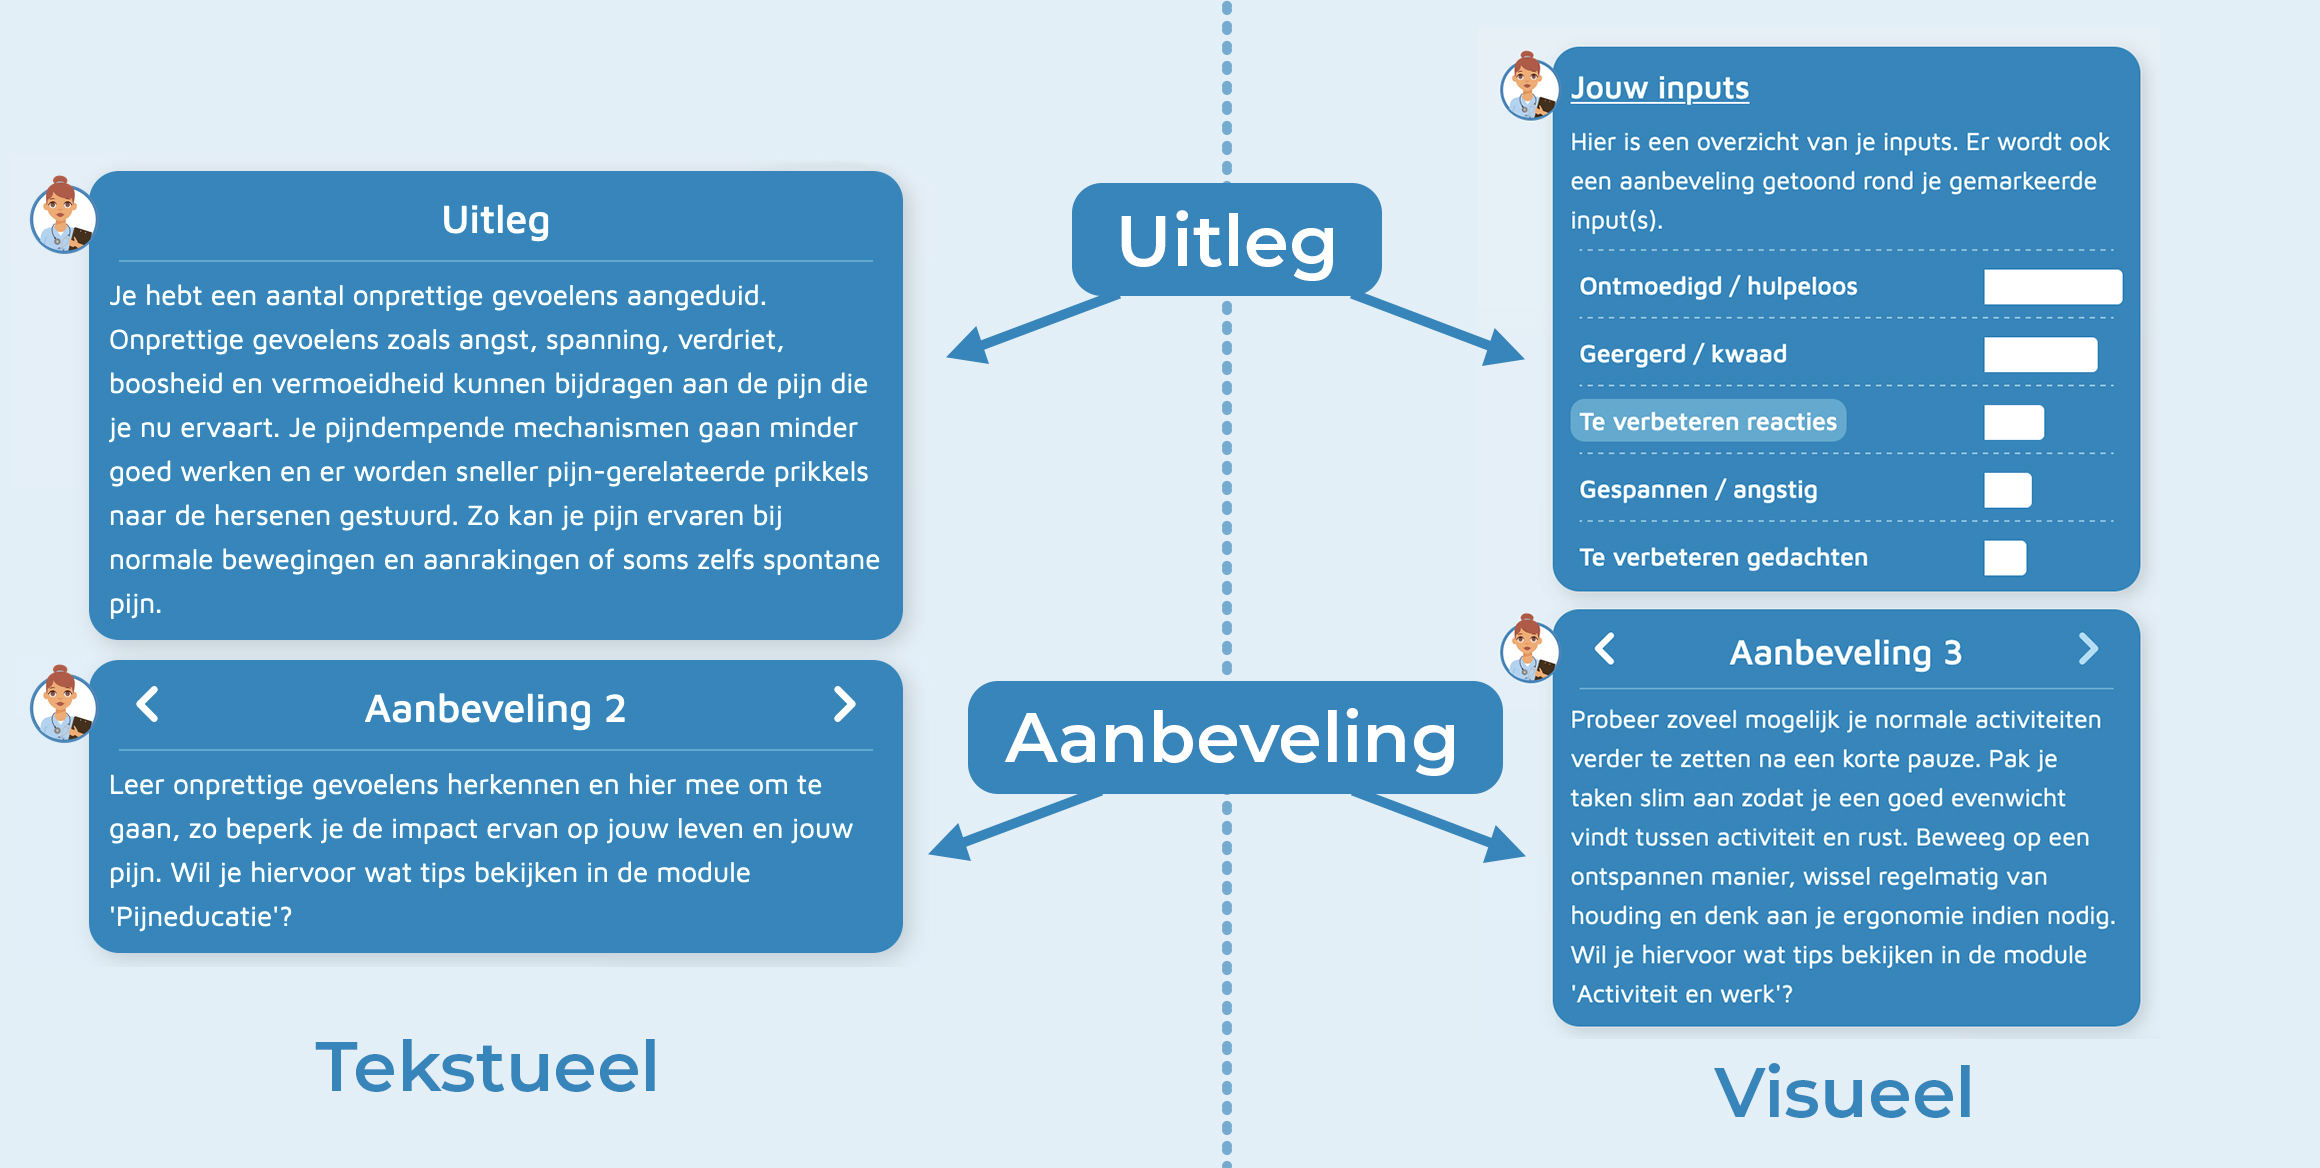 Uitleg
Je hebt een aantal onprettige gevoelens aangeduid.
Onprettige gevoelens zoals angst, spanning, verdriet,
boosheid en vermoeidheid kunnen bijdragen aan de pijn die
je nu ervaart. Je pijndempende mechanismen gaan minder
goed werken en er worden sneller pijn-gerelateerde prikkels
naar de hersenen gestuurd. Zo kan je pijn ervaren bij
normale bewegingen en aanrakingen of soms zelfs spontane
pijn.
Aanbeveling 2
Leer onprettige gevoelens herkennen en hier mee om te
gaan, zo beperk je de impact ervan op jouw leven en jouw
pijn. Wil je hiervoor wat tips bekijken in de module
'Pijneducatie'?
Tekstueel
Uitleg
Aanbeveling
Jouw inputs
Hier is een overzicht van je inputs. Er wordt ook
een aanbeveling getoond rond je gemarkeerde
input(s).
Ontmoedigd / hulpeloos
Geergerd / kwaad
Te verbeteren reacties
Gespannen / angstig
Te verbeteren gedachten
Aanbeveling 3
Probeer zoveel mogelijk je normale activiteiten
verder te zetten na een korte pauze. Pak je
taken slim aan zodat je een goed evenwicht
vindt tussen activiteit en rust. Beweeg op een
ontspannen manier, wissel regelmatig van
houding en denk aan je ergonomie indien nodig.
Wil je hiervoor wat tips bekijken in de module
'Activiteit en werk'?
Visueel